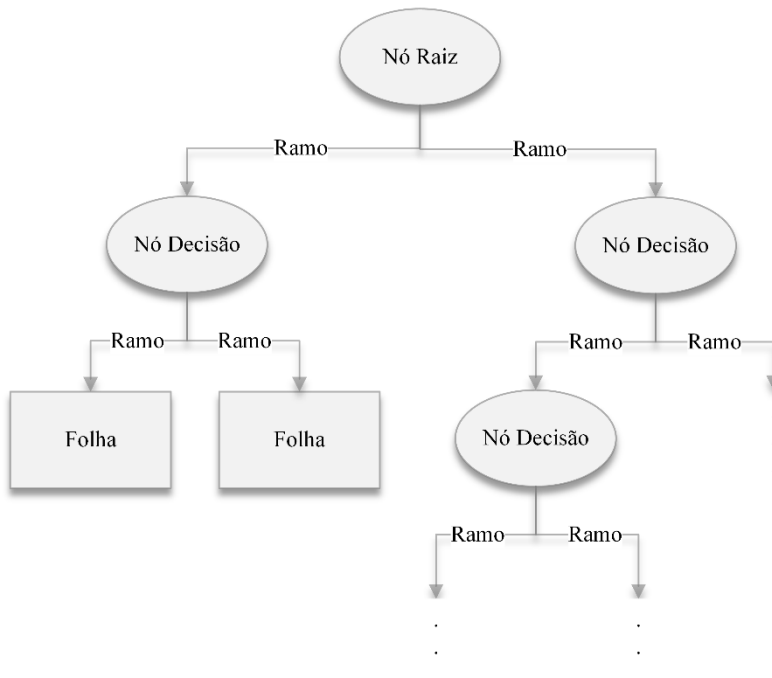 Nó Raiz
Ramo
Ramo
Nó Decisão
Nó Decisão
Ramo
Ramo
Ramo
Ramo
Folha
Folha
Nó Decisão
Ramo
Ramo
. .
. .